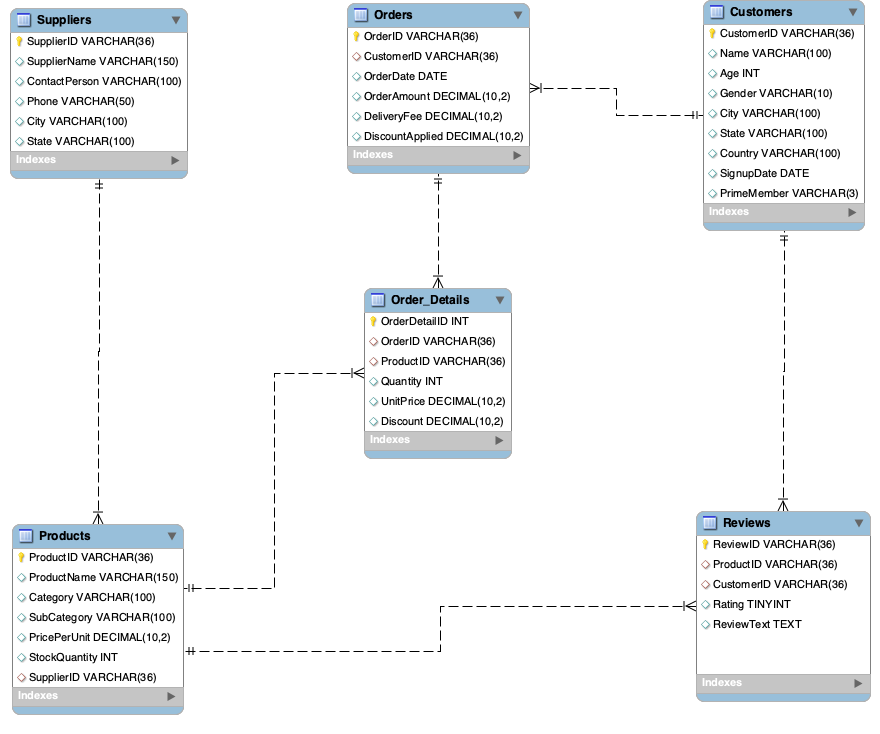 Suppliers
SupplierID VARCHAR(36)
SupplierName VARCHAR(150)
ContactPerson VARCHAR(100)
Phone VARCHAR(50)
City VARCHAR(100)
State VARCHAR(100)
Indexes
Orders
OrderID VARCHAR(36)
CustomerID VARCHAR(36)
OrderDate DATE
OrderAmount DECIMAL(10,2)
DeliveryFee DECIMAL(10,2)
DiscountApplied DECIMAL(10,2)
Indexes
Customers
CustomerID VARCHAR(36)
Name VARCHAR(100)
Age INT
Gender VARCHAR(10)
City VARCHAR(100)
State VARCHAR(100)
Country VARCHAR(100)
SignupDate DATE
PrimeMember VARCHAR(3)
Indexes
Order_Details
OrderDetailID INT
OrderID VARCHAR(36)
ProductID VARCHAR(36)
Quantity INT
UnitPrice DECIMAL(10,2)
Discount DECIMAL(10,2)
Indexes
Products
ProductID VARCHAR(36)
ProductName VARCHAR(150)
Category VARCHAR(100)
SubCategory VARCHAR(100)
PricePerUnit DECIMAL(10,2)
StockQuantity INT
SupplierID VARCHAR(36)
Indexes
Reviews
ReviewID VARCHAR(36)
ProductID VARCHAR(36)
CustomerID VARCHAR(36)
Rating TINYINT
ReviewText TEXT
Indexes